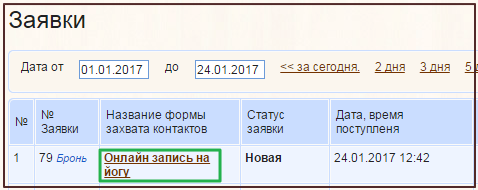 Заявки
Дата от 01.01.2017 до 24.01.2017 << за сегодня. 2 дня 3 дня 5 д
№ № Заявки Название формы захвата контактов Статус заявки Дата, время поступленя
1 79 Бронь Онлайн запись на йогу Новая 24.01.2017 12:42